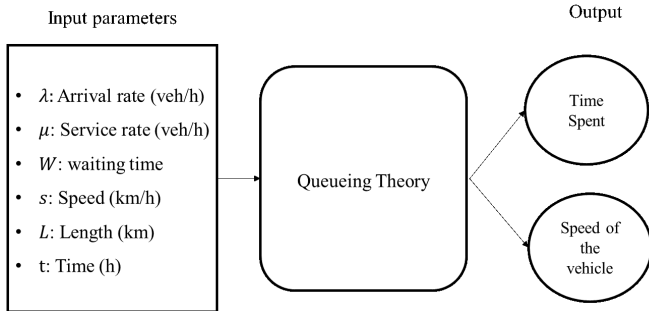 Input parameters
Output
• λ: Arrival rate (veh/h)
• μ: Service rate (veh/h)
• W: waiting time
• s: Speed (km/h)
• L: Length (km)
• t: Time (h)
Queueing Theory
Time
Spent
Speed of
the
vehicle